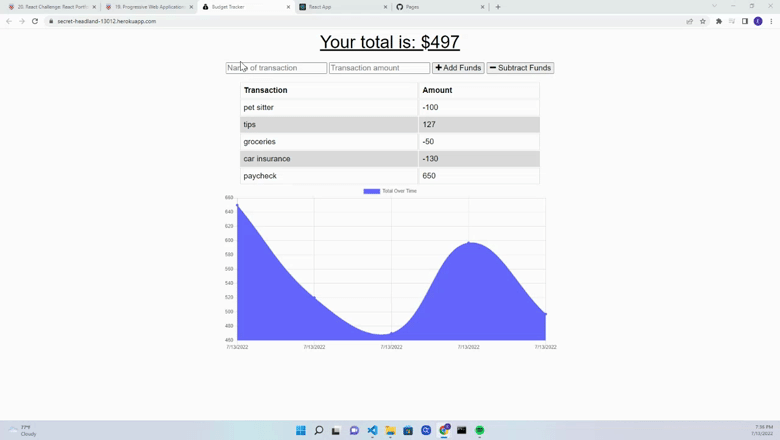 20. React Challenge: React Portfo
18. Progressive Web Application
Budget Tracker
React App
Pages
secret-headland-13012.herokuapp.com
Your total is: $497
Name of transaction
Transaction amount
Add Funds
Subtract Funds
Transaction Amount
pet sitter -100
tips 127
groceries -50
car insurance -130
paycheck 650
Total Over Time
660
640
620
600
580
560
540
520
500
480
460
7/13/2022 7/13/2022 7/13/2022 7/13/2022 7/13/2022
77°F
Cloudy
7:38 PM
7/13/2022